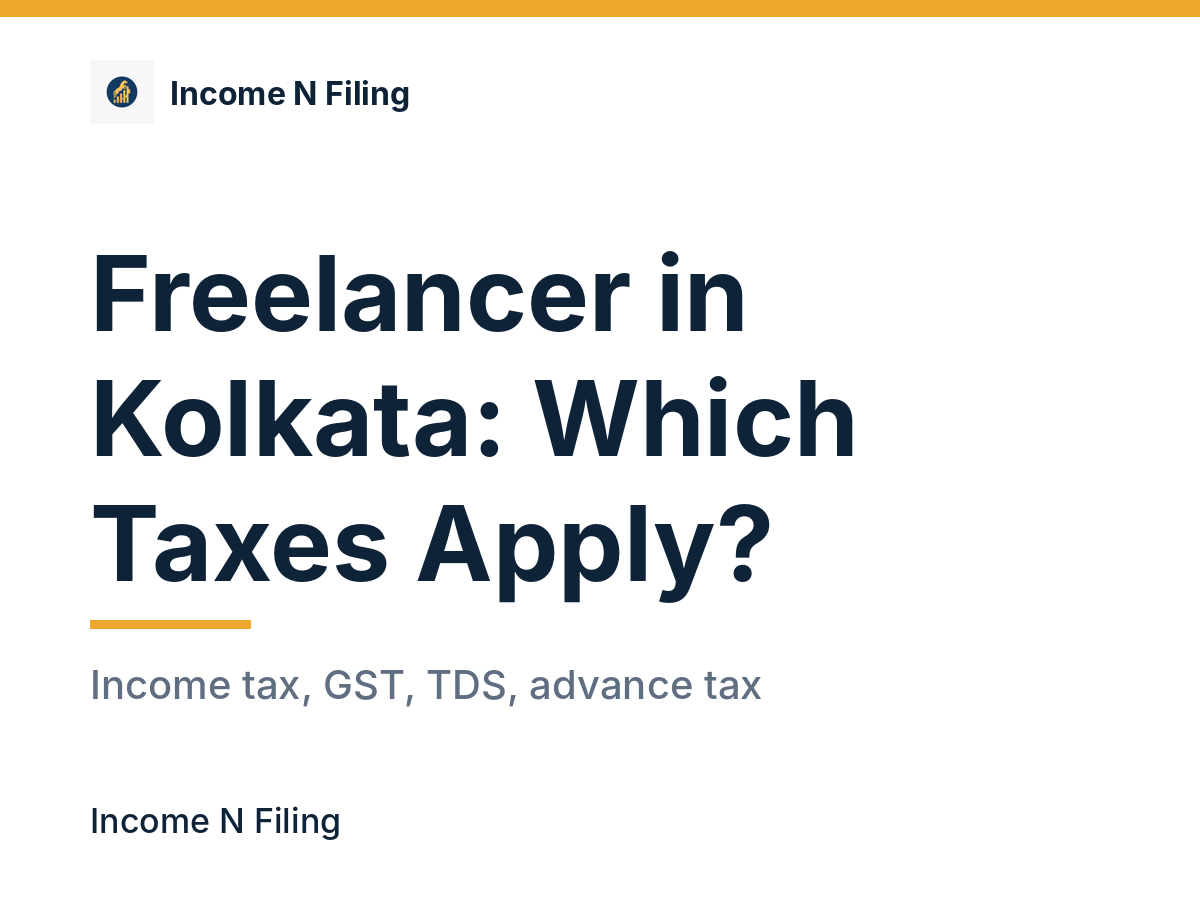 Income N Filing
Freelancer in
Kolkata: Which
Taxes Apply?
Income tax, GST, TDS, advance tax
Income N Filing